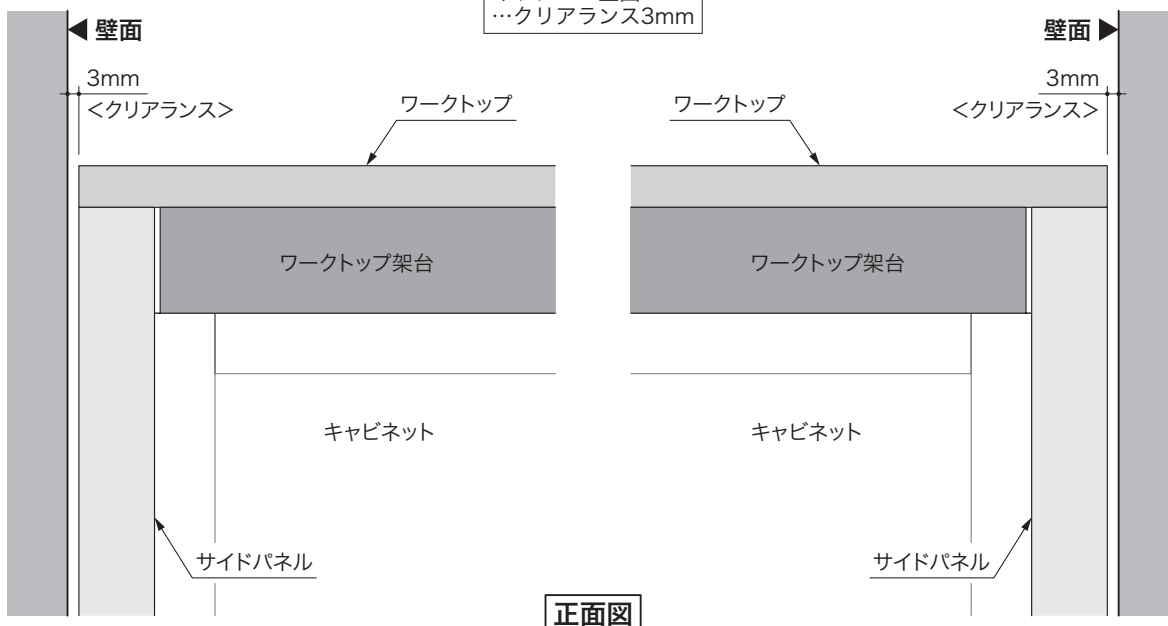 …クリアランス3mm
◀ 壁面
壁面 ▶
3mm
<クリアランス>
3mm
<クリアランス>
ワークトップ
ワークトップ
ワークトップ架台
ワークトップ架台
キャビネット
キャビネット
サイドパネル
サイドパネル
正面図